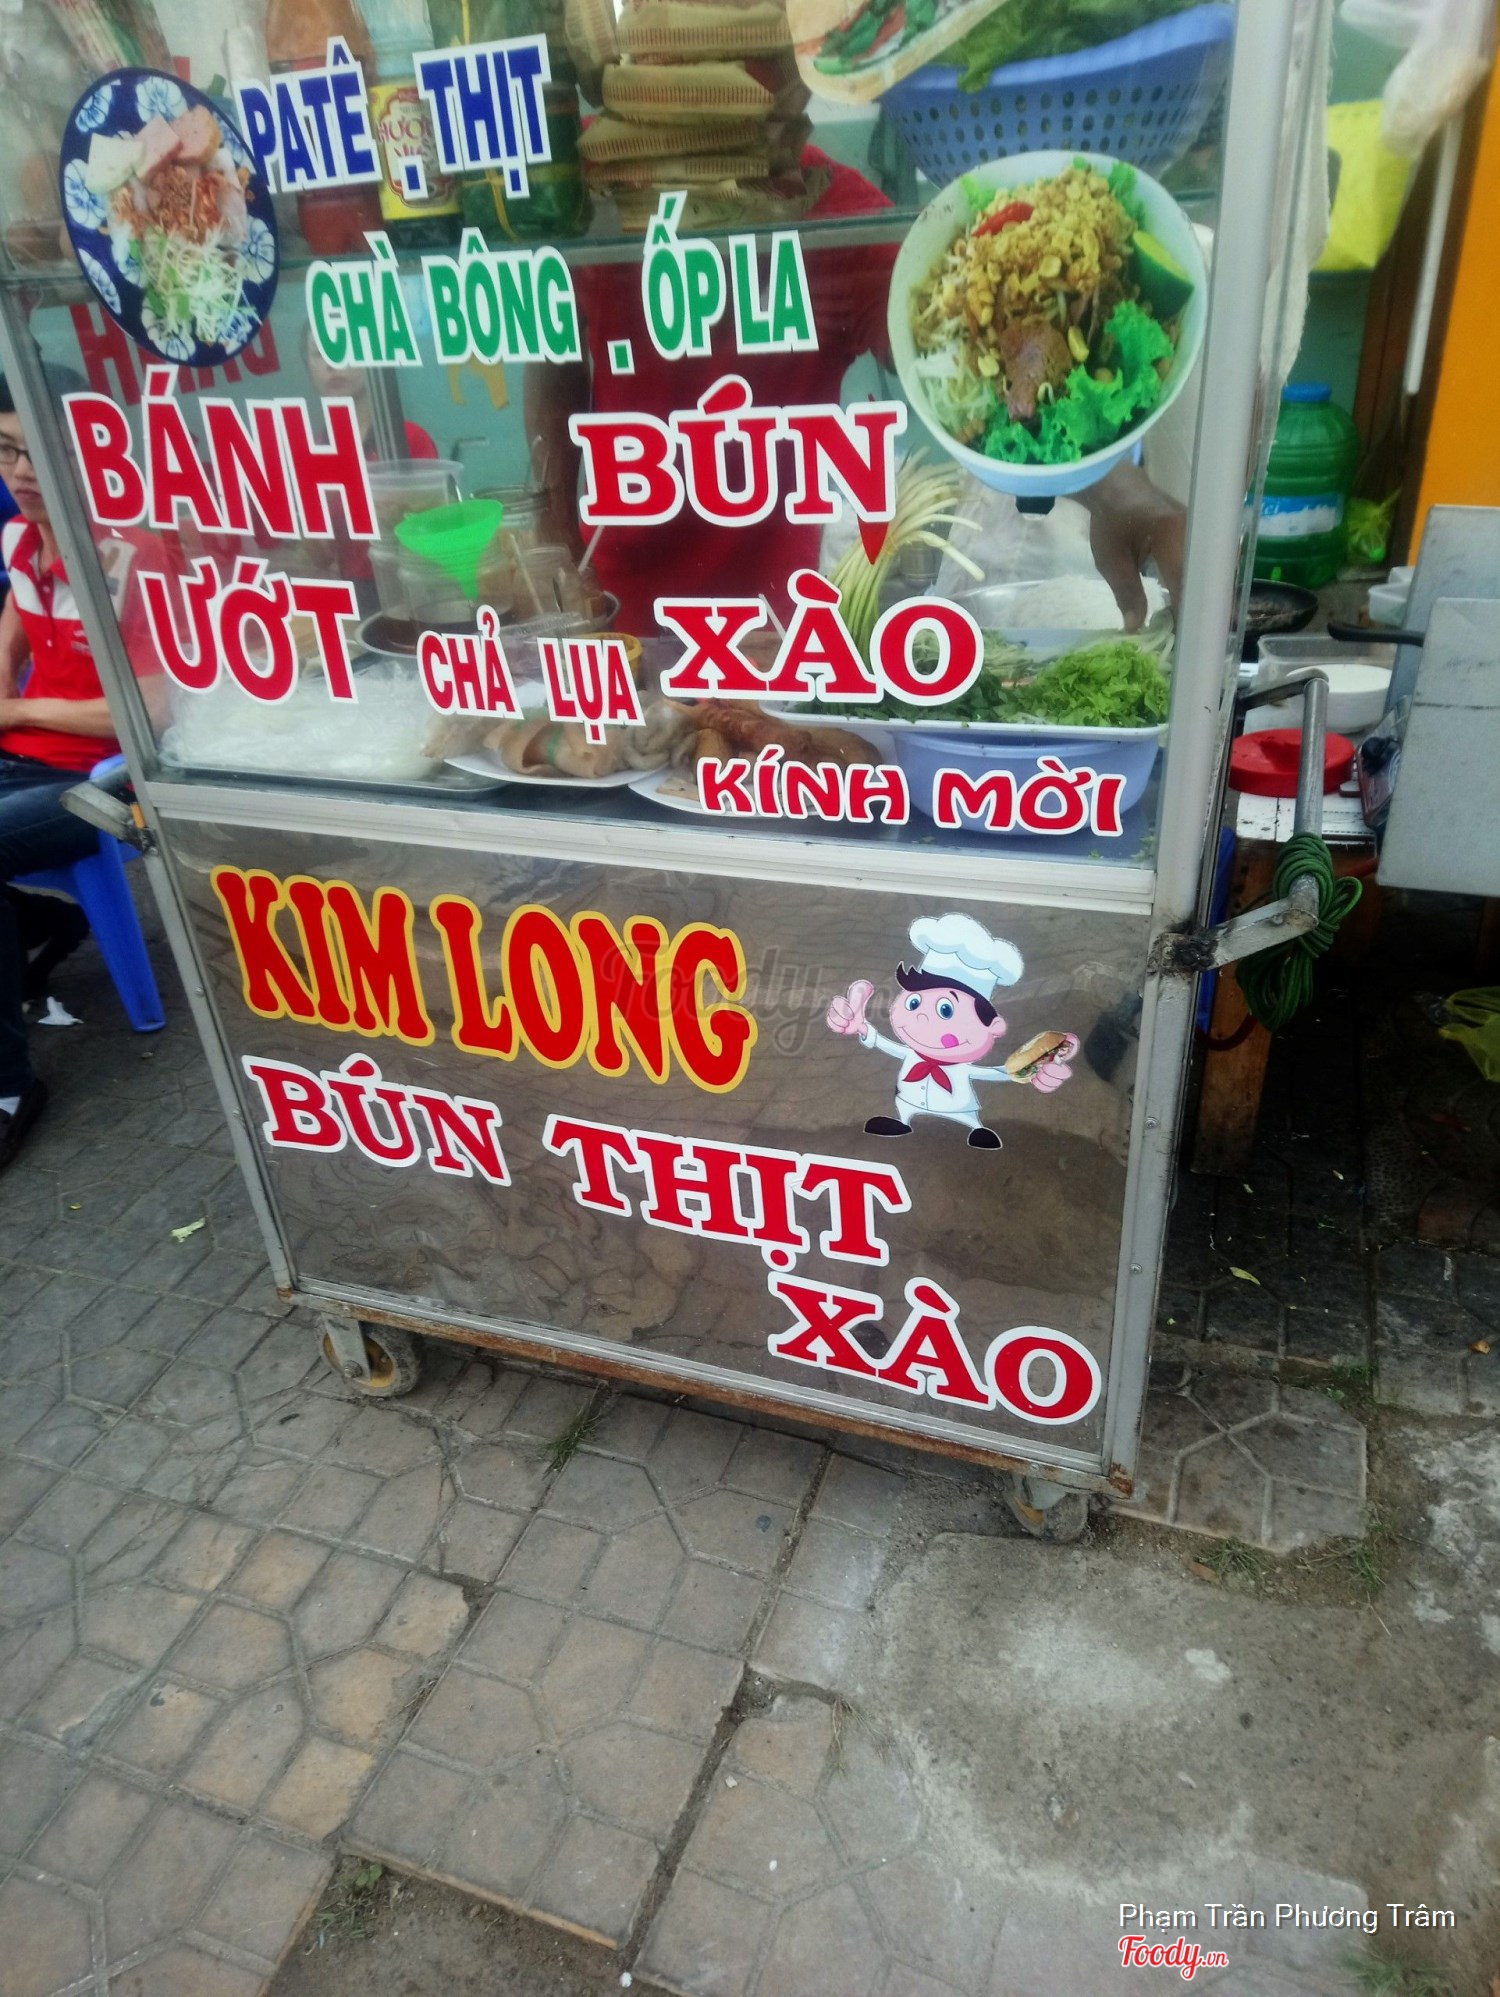 PATÊ . THỊT
CHÀ BÔNG . ỐP LA
BÁNH ƯỚT
CHẢ LỤA
BÚN XÀO
KÍNH MỜI
KIM LONG
BÚN THỊT XÀO
Phạm Trần Phương Trâm
Foody.vn